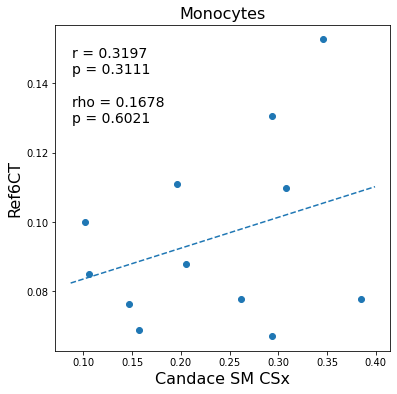 Monocytes
r = 0.3197
p = 0.3111
rho = 0.1678
p = 0.6021
Ref6CT
0.14
0.12
0.10
0.08
0.10 0.15 0.20 0.25 0.30 0.35 0.40
Candace SM CSx